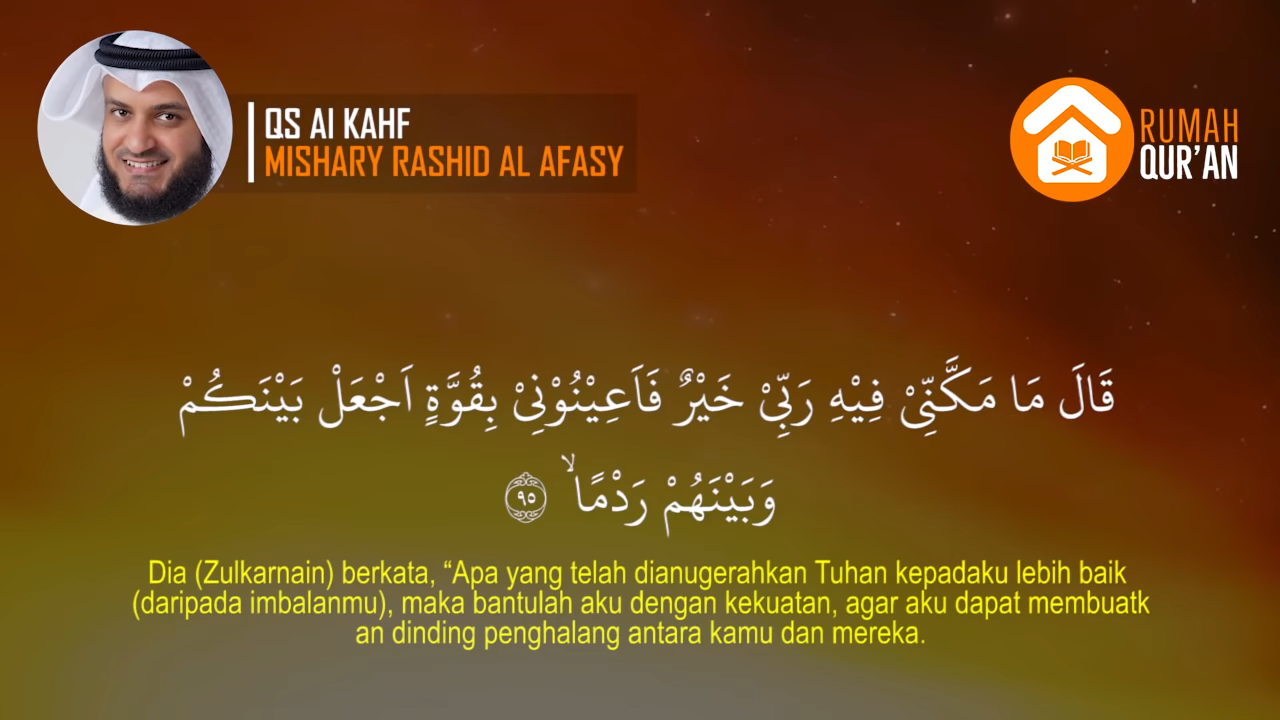 QS Al KAHF
MISHARY RASHID AL AFASY
RUMAH
QUR'AN
قَالَ مَا مَكَّنِّيْ فِيْهِ رَبِّيْ خَيْرٌ فَاَعِيْنُوْنِيْ بِقُوَّةٍ اَجْعَلْ بَيْنَكُمْ
وَبَيْنَهُمْ رَدْمًاۙ ٩٥
Dia (Zulkarnain) berkata, “Apa yang telah dianugerahkan Tuhan kepadaku lebih baik
(daripada imbalanmu), maka bantulah aku dengan kekuatan, agar aku dapat membuatk
an dinding penghalang antara kamu dan mereka.